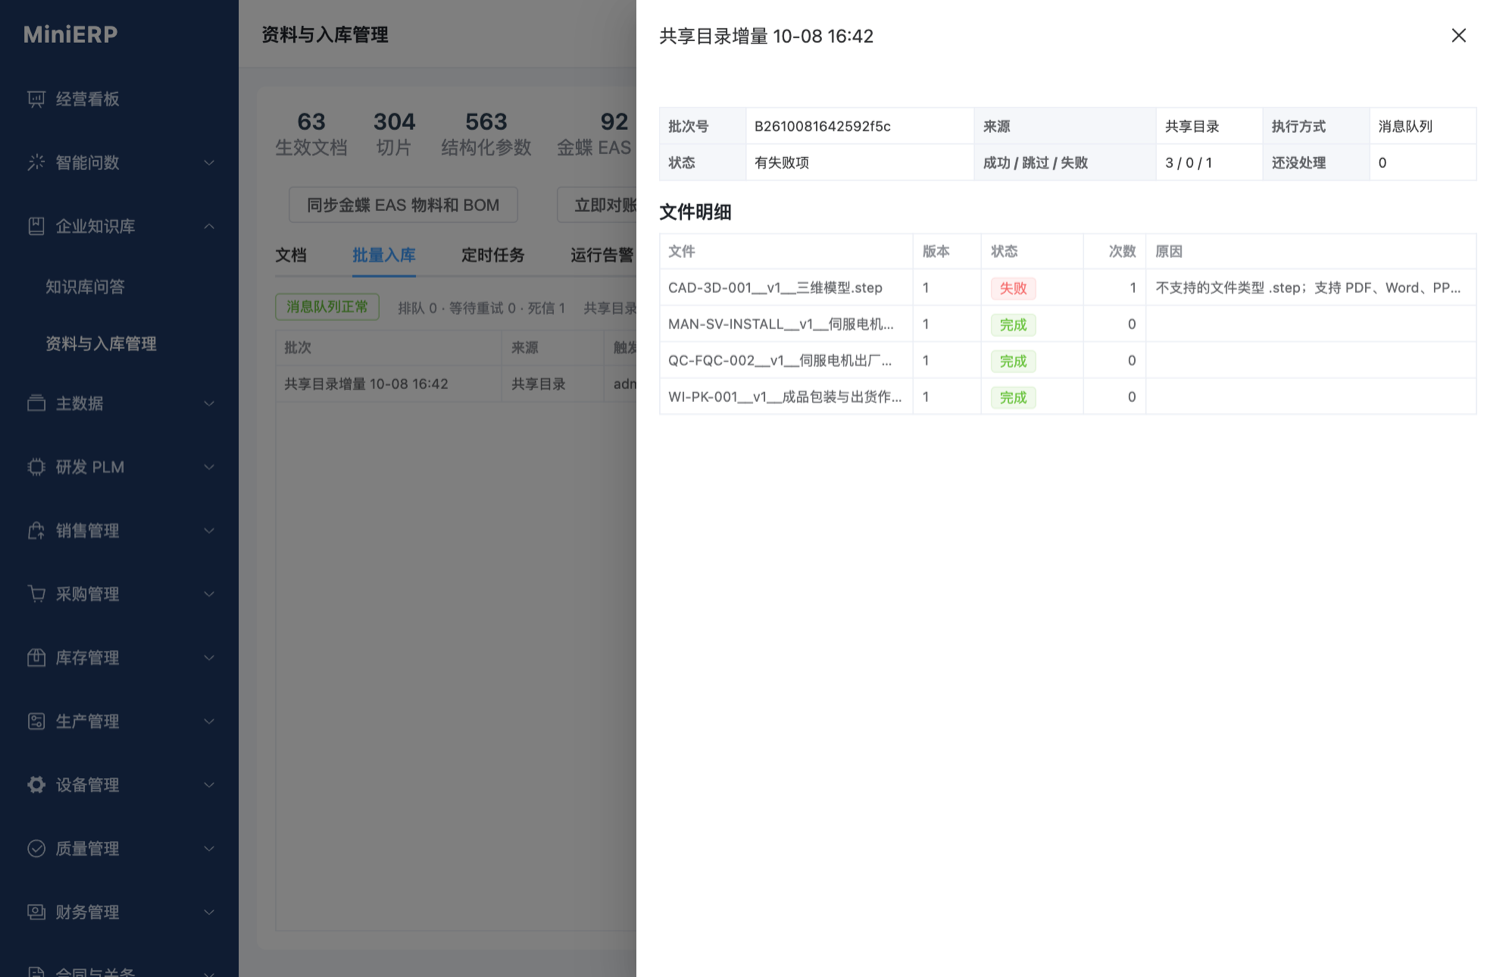 MiniERP
经营看板
智能问数
企业知识库
知识库问答
资料与入库管理
主数据
研发 PLM
销售管理
采购管理
库存管理
生产管理
设备管理
质量管理
财务管理
资料与入库管理
63 304 563 92
生效文档 切片 结构化参数 金蝶 EAS
同步金蝶 EAS 物料和 BOM 立即对账
文档 批量入库 定时任务 运行告警
消息队列正常 排队 0 · 等待重试 0 · 死信 1 共享目录
批次 来源 触发
共享目录增量 10-08 16:42 共享目录 adm
共享目录增量 10-08 16:42
批次号 B2610081642592f5c 来源 共享目录 执行方式 消息队列
状态 有失败项 成功 / 跳过 / 失败 3 / 0 / 1 还没处理 0
文件明细
文件 版本 状态 次数 原因
CAD-3D-001__v1__三维模型.step 1 失败 1 不支持的文件类型 .step；支持 PDF、Word、PP...
MAN-SV-INSTALL__v1__伺服电机... 1 完成 0
QC-FQC-002__v1__伺服电机出厂... 1 完成 0
WI-PK-001__v1__成品包装与出货作... 1 完成 0